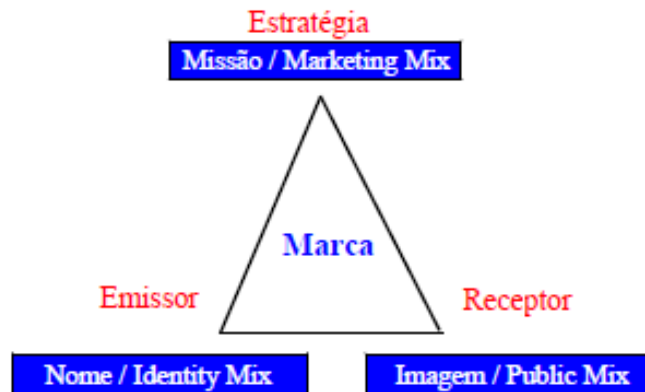 Estratégia
Missão / Marketing Mix
Marca
Emissor
Receptor
Nome / Identity Mix
Imagem / Public Mix